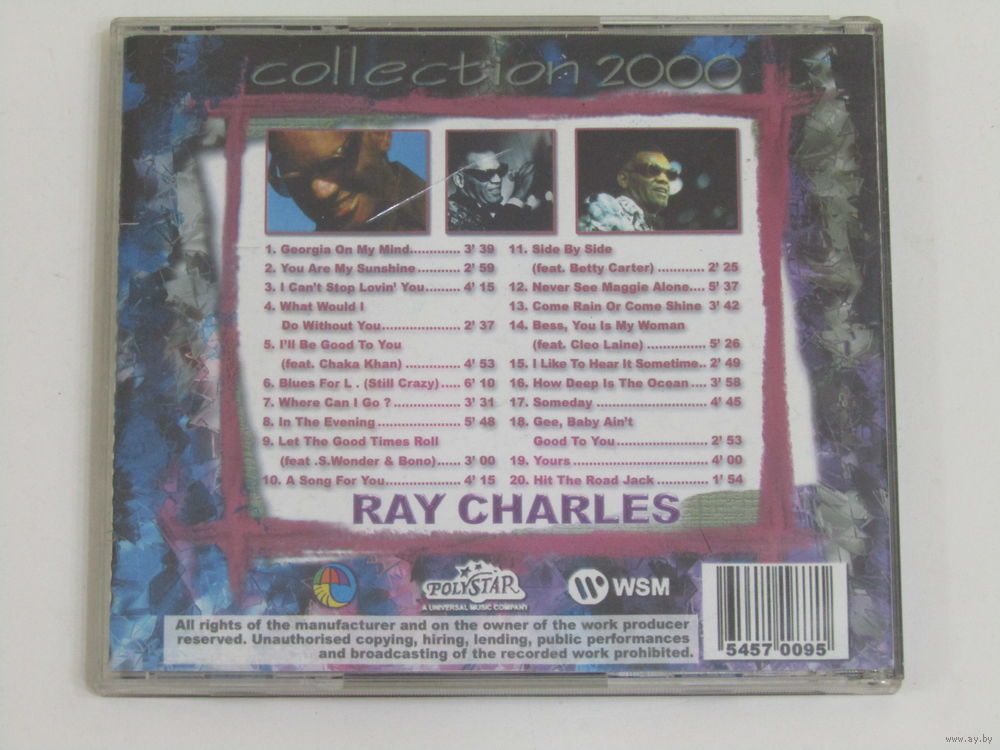 collection 2000
1. Georgia On My Mind............ 3' 39
2. You Are My Sunshine.......... 2' 59
3. I Can't Stop Lovin' You........ 4' 15
4. What Would I
Do Without You..................... 2' 37
5. I'll Be Good To You
(feat. Chaka Khan)................ 4' 53
6. Blues For L . (Still Crazy)..... 6' 10
7. Where Can I Go ?................ 3' 31
8. In The Evening..................... 5' 48
9. Let The Good Times Roll
(feat .S.Wonder & Bono)...... 3' 00
10. A Song For You................... 4' 15
11. Side By Side
(feat. Betty Carter)............ 2' 25
12. Never See Maggie Alone.... 5' 37
13. Come Rain Or Come Shine 3' 42
14. Bess, You Is My Woman
(feat. Cleo Laine)............... 5' 26
15. I Like To Hear It Sometime.. 2' 49
16. How Deep Is The Ocean.... 3' 58
17. Someday............................ 4' 45
18. Gee, Baby Ain't
Good To You....................... 2' 53
19. Yours................................. 4' 00
20. Hit The Road Jack............ 1' 54
RAY CHARLES
POLYSTAR
A UNIVERSAL MUSIC COMPANY
WSM
All rights of the manufacturer and on the owner of the work producer
reserved. Unauthorised copying, hiring, lending, public performances
and broadcasting of the recorded work prohibited.
5457 0095
www.ay.by